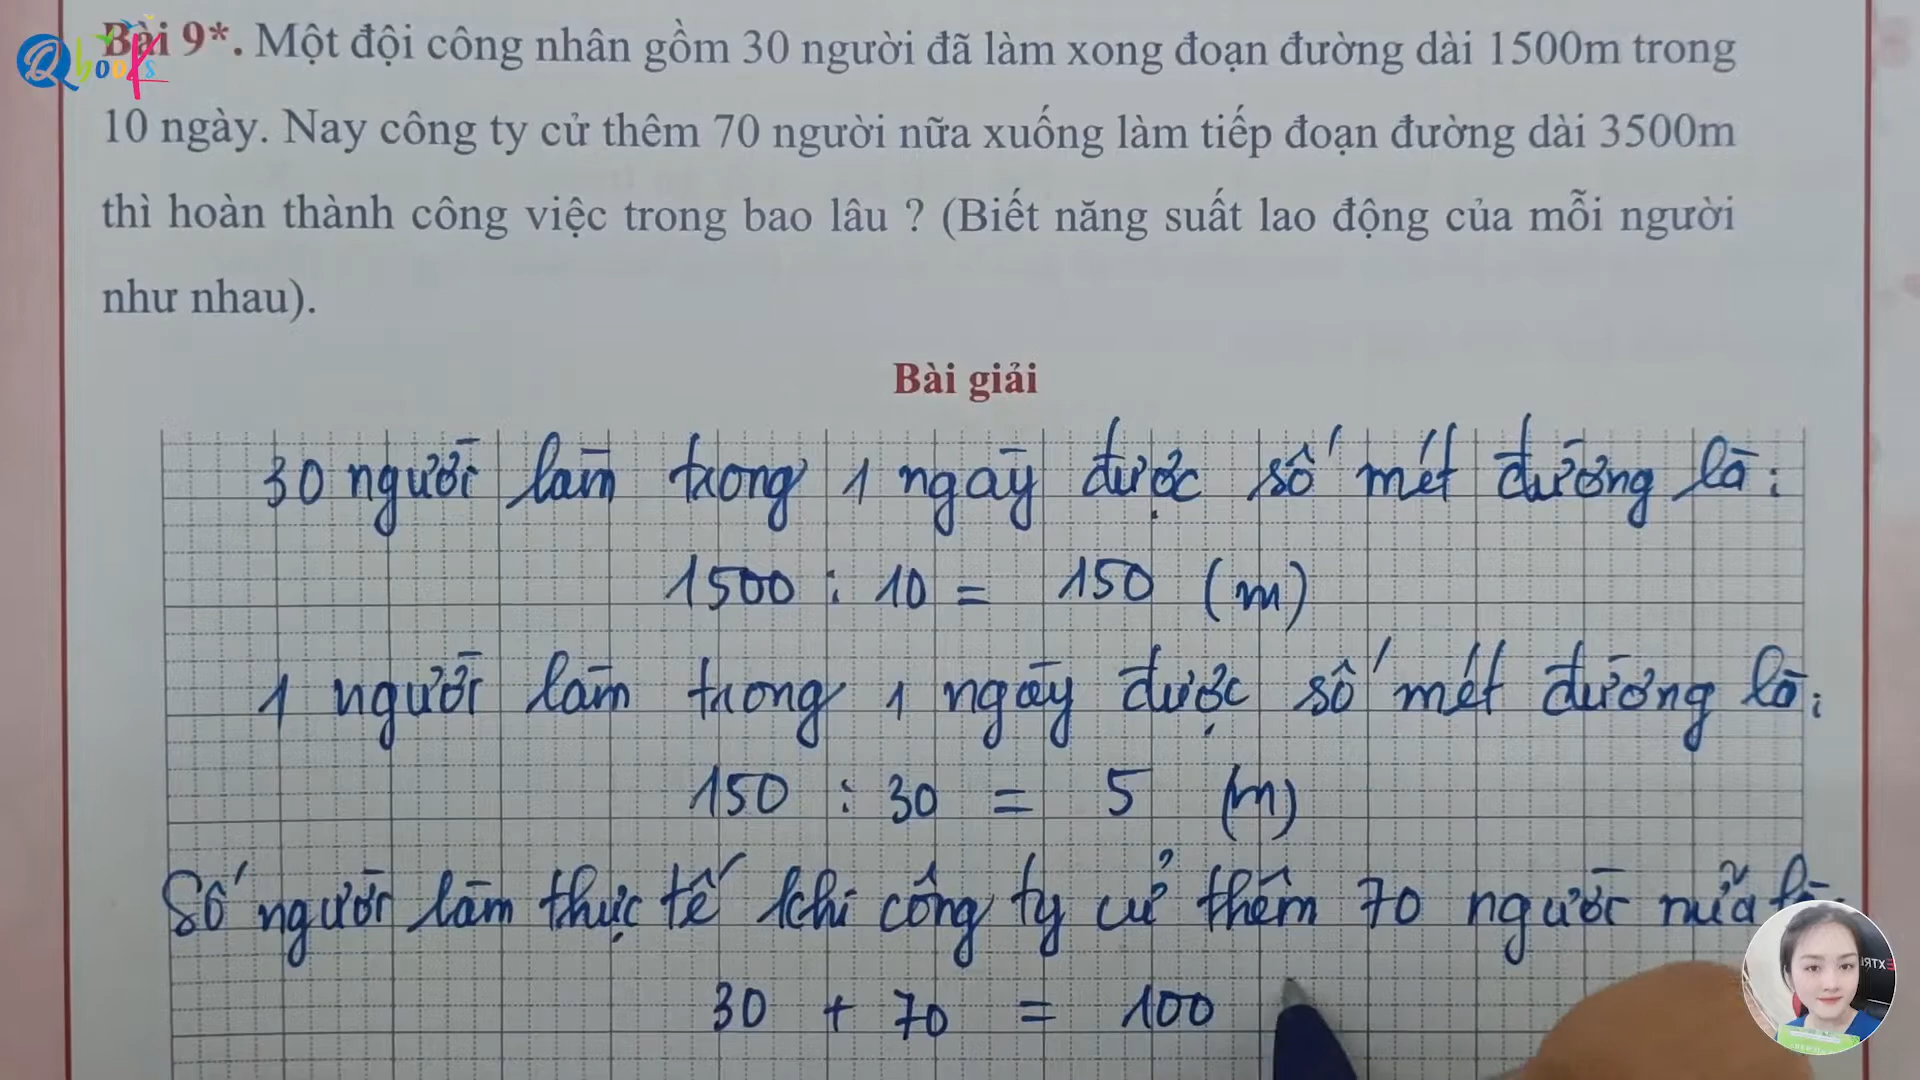 Qbooks
Bài 9*. Một đội công nhân gồm 30 người đã làm xong đoạn đường dài 1500m trong
10 ngày. Nay công ty cử thêm 70 người nữa xuống làm tiếp đoạn đường dài 3500m
thì hoàn thành công việc trong bao lâu ? (Biết năng suất lao động của mỗi người
như nhau).
Bài giải
30 người làm trong 1 ngày được số mét đường là:
1500 : 10 = 150 (m)
1 người làm trong 1 ngày được số mét đường là:
150 : 30 = 5 (m)
Số người làm thực tế khi công ty cử thêm 70 người nữa là:
30 + 70 = 100